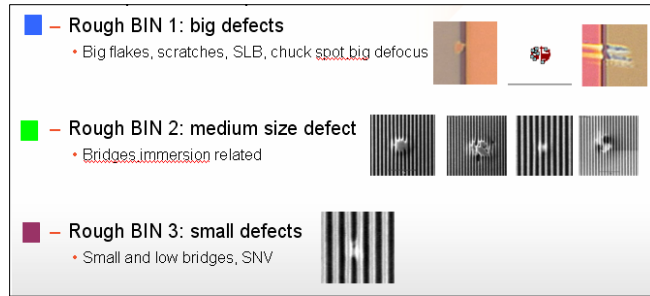 – Rough BIN 1: big defects
• Big flakes, scratches, SLB, chuck spot,big defocus
– Rough BIN 2: medium size defect
• Bridges,immersion related
– Rough BIN 3: small defects
• Small and low bridges, SNV